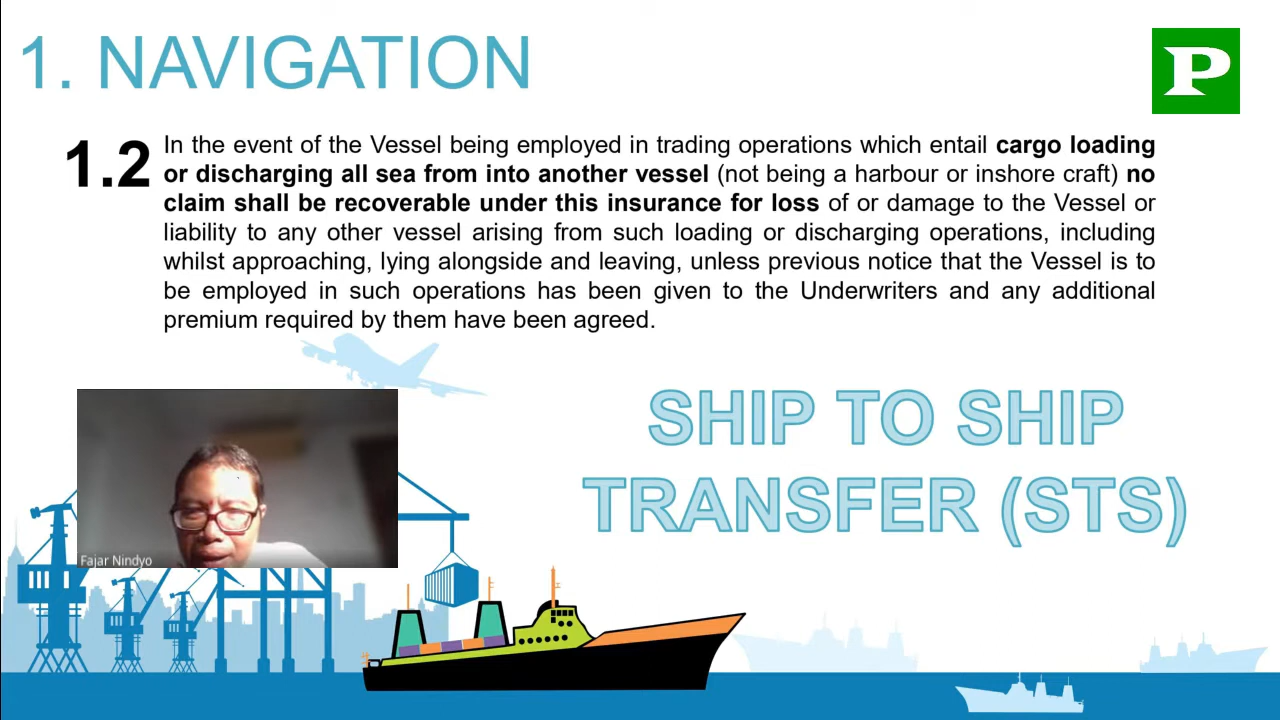 1. NAVIGATION
P
1.2
In the event of the Vessel being employed in trading operations which entail cargo loading
or discharging all sea from into another vessel (not being a harbour or inshore craft) no
claim shall be recoverable under this insurance for loss of or damage to the Vessel or
liability to any other vessel arising from such loading or discharging operations, including
whilst approaching, lying alongside and leaving, unless previous notice that the Vessel is to
be employed in such operations has been given to the Underwriters and any additional
premium required by them have been agreed.
SHIP TO SHIP
TRANSFER (STS)
Fajar Nindyo